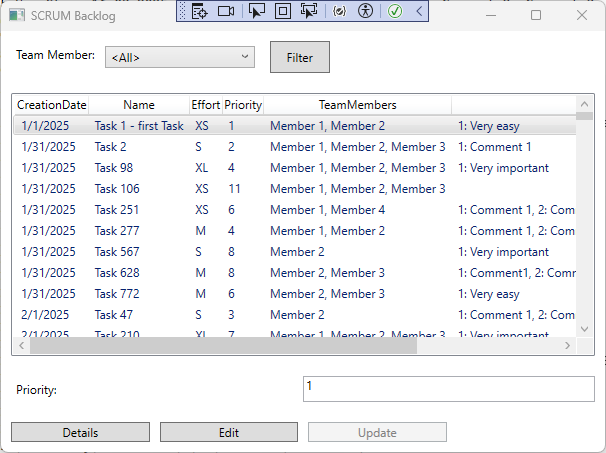 SCRUM Backlog
Team Member: <All> Filter
CreationDate Name Effort Priority TeamMembers
1/1/2025 Task 1 - first Task XS 1 Member 1, Member 2 1: Very easy
1/31/2025 Task 2 S 2 Member 1, Member 2, Member 3 1: Comment 1
1/31/2025 Task 98 XL 4 Member 1, Member 2, Member 3 1: Very important
1/31/2025 Task 106 XS 11 Member 1, Member 2, Member 3
1/31/2025 Task 251 XS 6 Member 1, Member 4 1: Comment 1, 2: Com
1/31/2025 Task 277 M 4 Member 1, Member 2 1: Comment 1, 2: Com
1/31/2025 Task 567 S 8 Member 2 1: Very important
1/31/2025 Task 628 M 8 Member 2, Member 3 1: Comment1, 2: Comm
1/31/2025 Task 772 M 6 Member 2, Member 3 1: Very easy
2/1/2025 Task 47 S 3 Member 2 1: Comment 1, 2: Com
2/1/2025 Task 210 XL 7 Member 1, Member 2, Member 3 1: Very important
Priority: 1
Details Edit Update